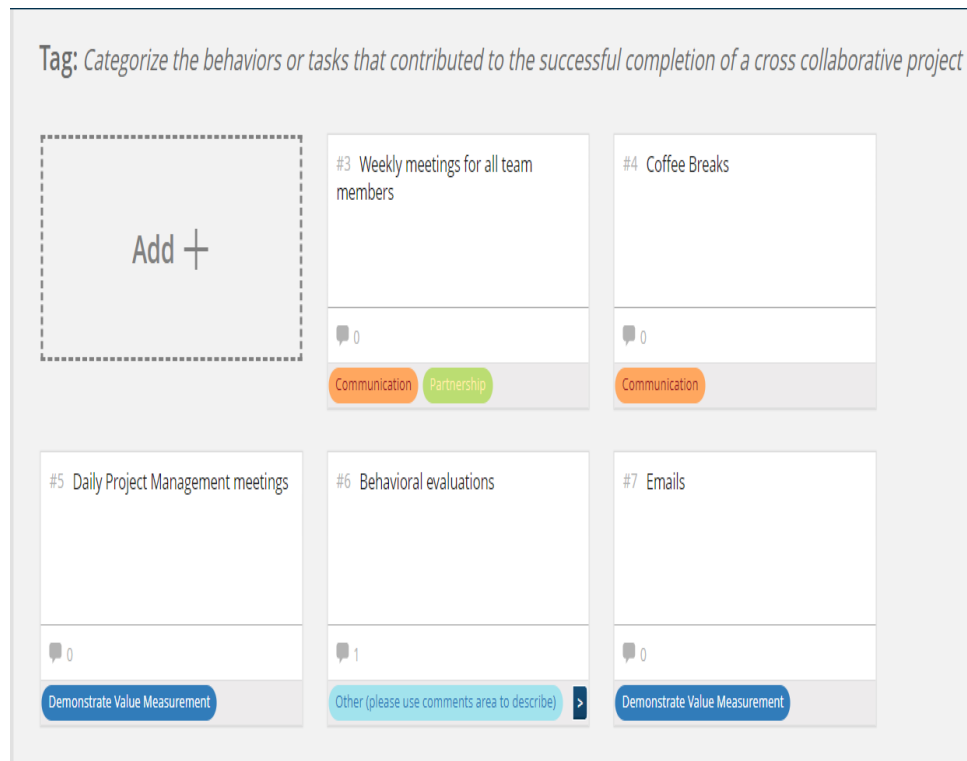 Tag: Categorize the behaviors or tasks that contributed to the successful completion of a cross collaborative project
Add +
#3 Weekly meetings for all team
members
0
Communication Partnership
#4 Coffee Breaks
0
Communication
#5 Daily Project Management meetings
0
Demonstrate Value Measurement
#6 Behavioral evaluations
1
Other (please use comments area to describe) >
#7 Emails
0
Demonstrate Value Measurement